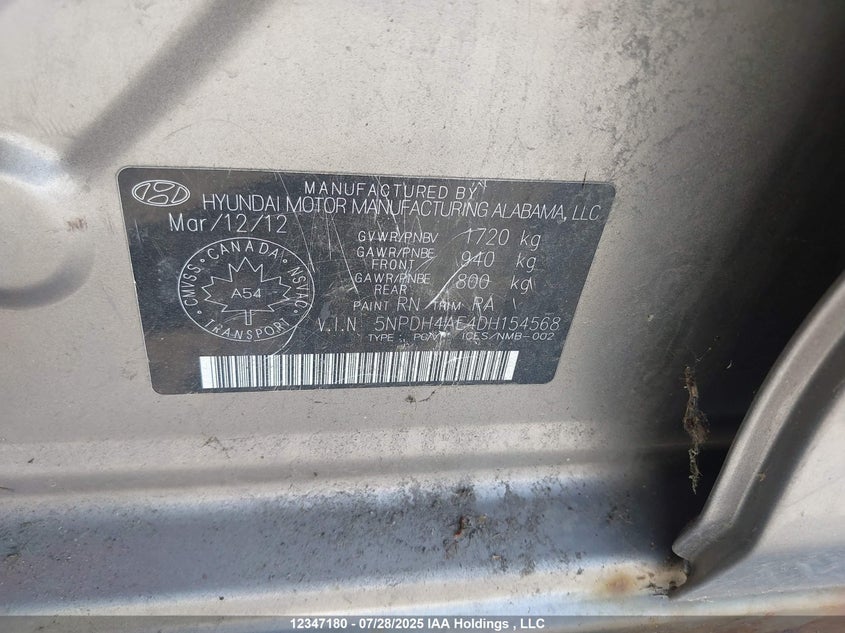 MANUFACTURED BY
HYUNDAI MOTOR MANUFACTURING ALABAMA, LLC
Mar/12/12
GVWR/PNBV 1720 kg
GAWR/PNBE FRONT 940 kg
GAWR/PNBE REAR 800 kg
PAINT RN TRIM RA
V.I.N 5NPDH4AE4DH154568
TYPE : PC/V ICES/NMB-002
CMVSS · CANADA · NSVAC
A54
TRANSPORT
12347180 - 07/28/2025 IAA Holdings , LLC